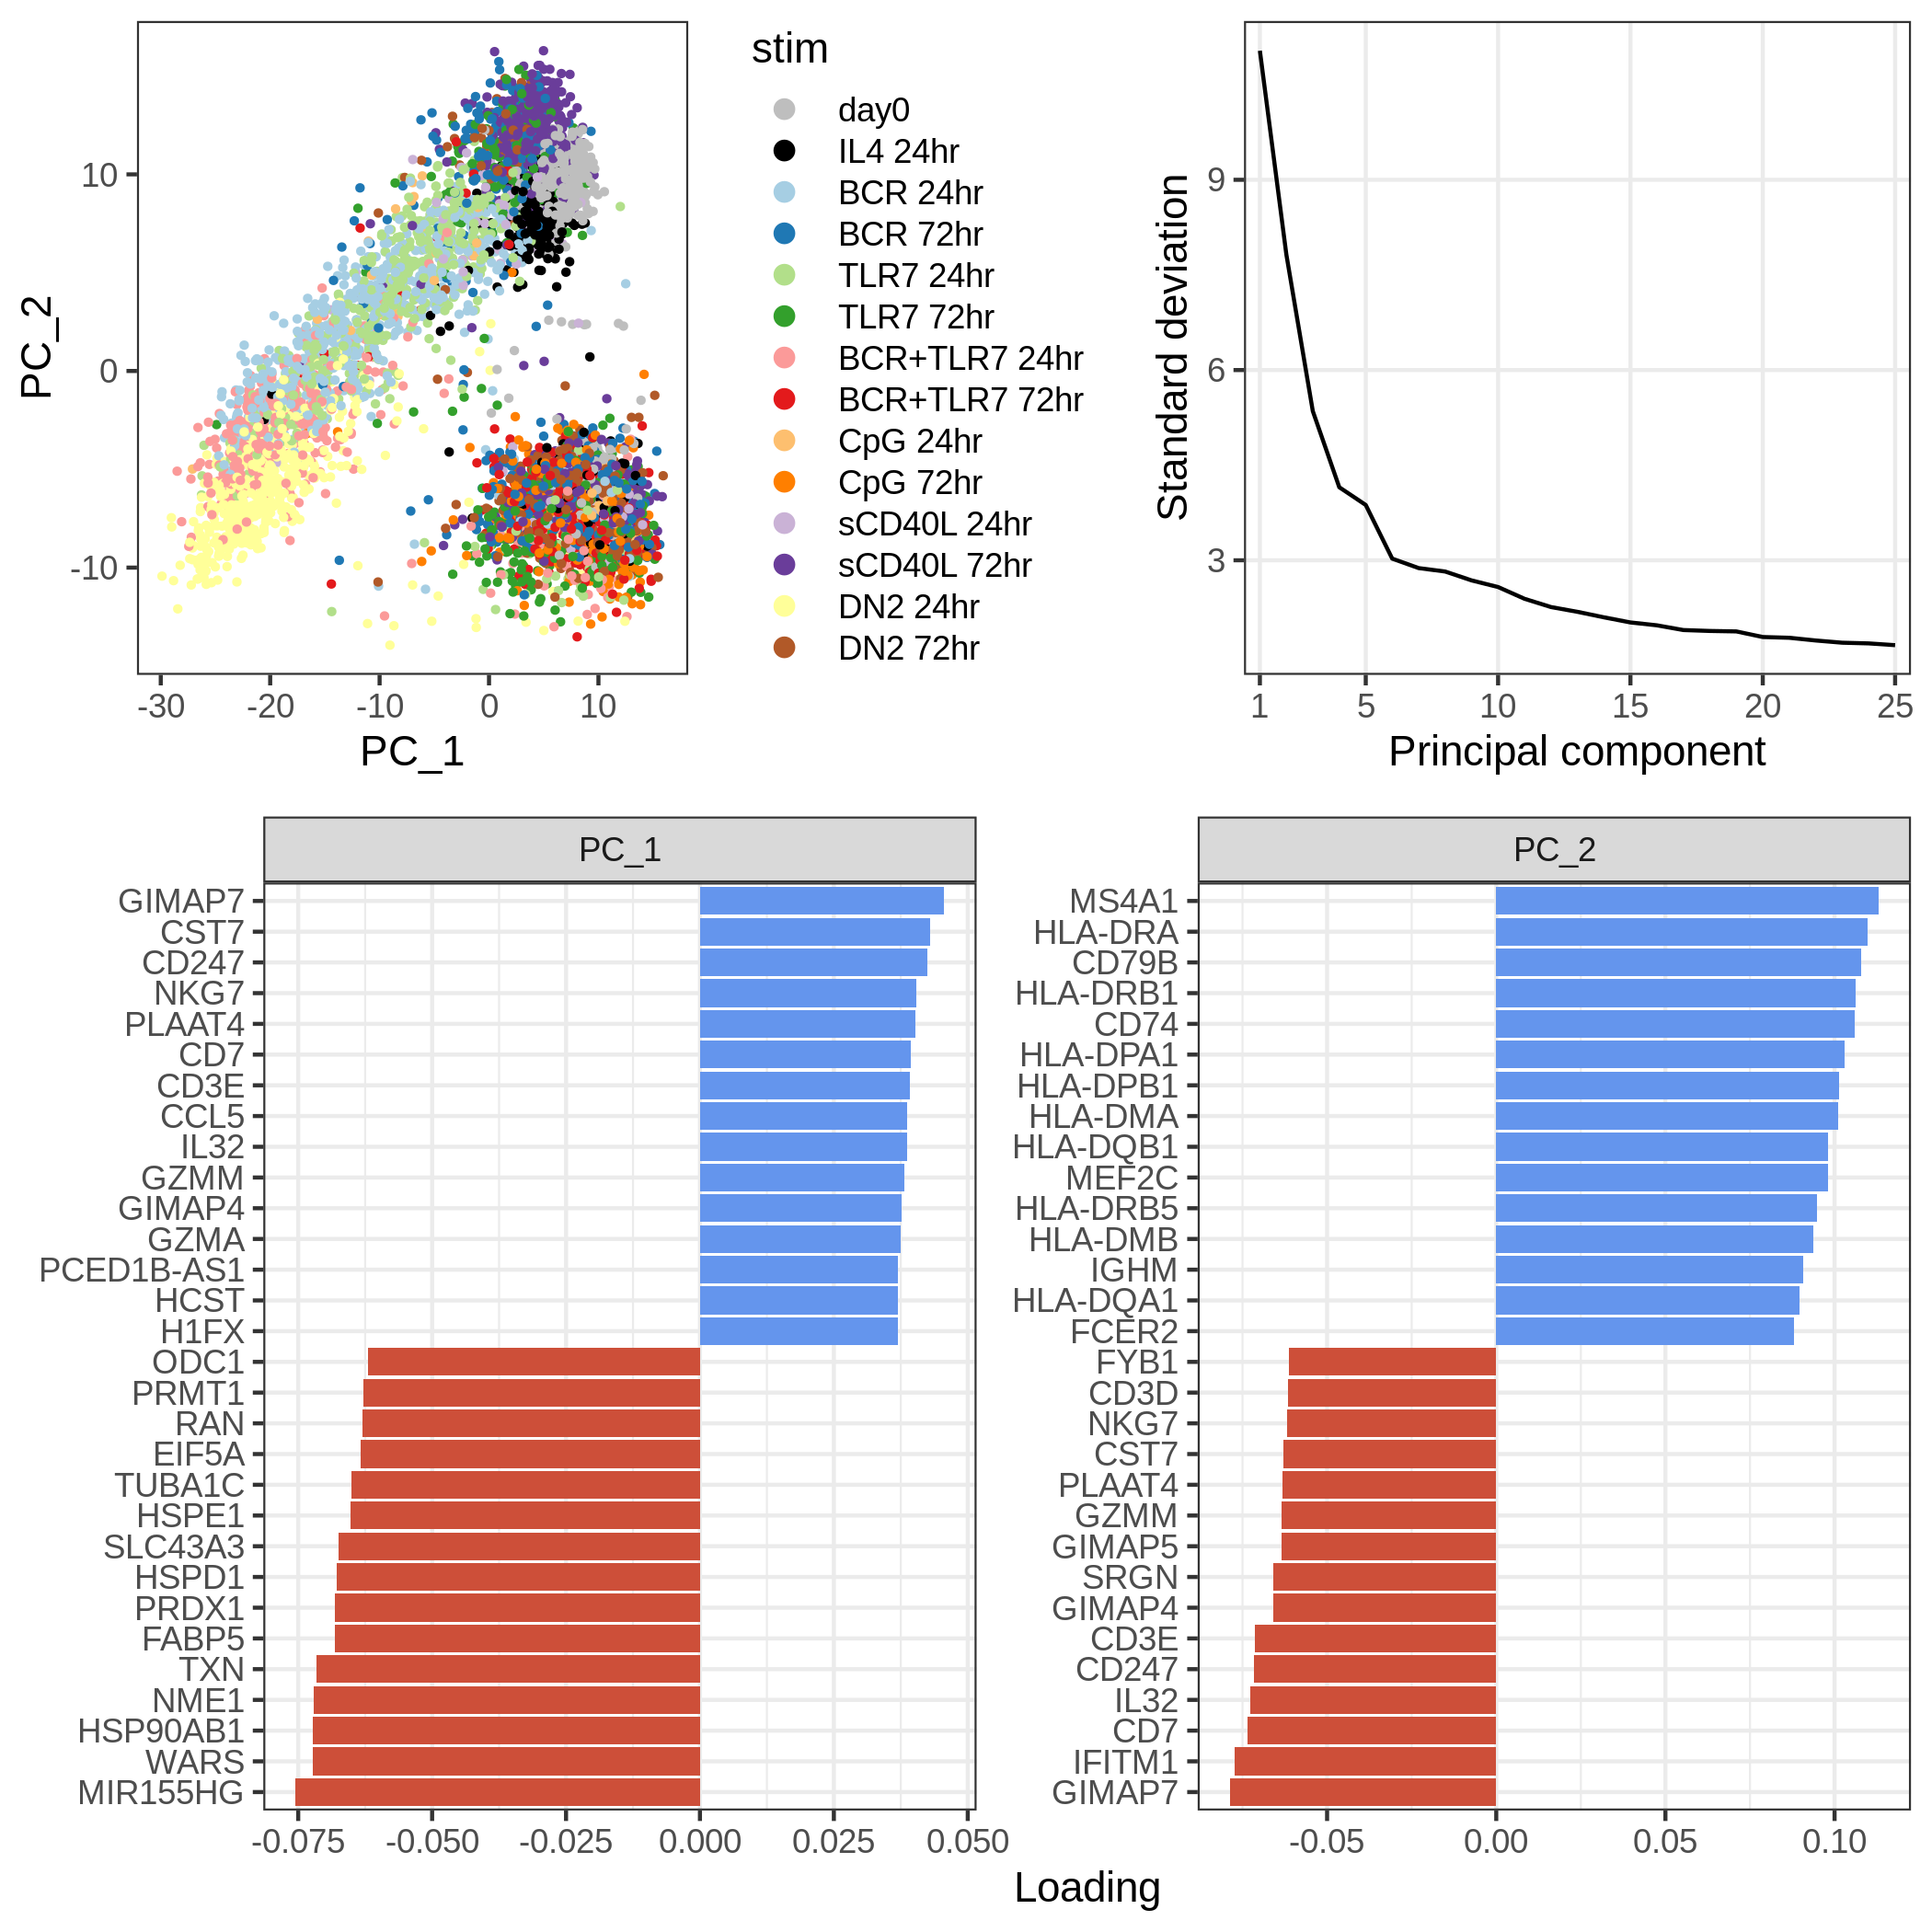 PC_2
10
0
-10
-30
-20
-10
0
10
PC_1
stim
day0
IL4 24hr
BCR 24hr
BCR 72hr
TLR7 24hr
TLR7 72hr
BCR+TLR7 24hr
BCR+TLR7 72hr
CpG 24hr
CpG 72hr
sCD40L 24hr
sCD40L 72hr
DN2 24hr
DN2 72hr
Standard deviation
9
6
3
1
5
10
15
20
25
Principal component
PC_1
GIMAP7
CST7
CD247
NKG7
PLAAT4
CD7
CD3E
CCL5
IL32
GZMM
GIMAP4
GZMA
PCED1B-AS1
HCST
H1FX
ODC1
PRMT1
RAN
EIF5A
TUBA1C
HSPE1
SLC43A3
HSPD1
PRDX1
FABP5
TXN
NME1
HSP90AB1
WARS
MIR155HG
-0.075
-0.050
-0.025
0.000
0.025
0.050
PC_2
MS4A1
HLA-DRA
CD79B
HLA-DRB1
CD74
HLA-DPA1
HLA-DPB1
HLA-DMA
HLA-DQB1
MEF2C
HLA-DRB5
HLA-DMB
IGHM
HLA-DQA1
FCER2
FYB1
CD3D
NKG7
CST7
PLAAT4
GZMM
GIMAP5
SRGN
GIMAP4
CD3E
CD247
IL32
CD7
IFITM1
GIMAP7
-0.05
0.00
0.05
0.10
Loading